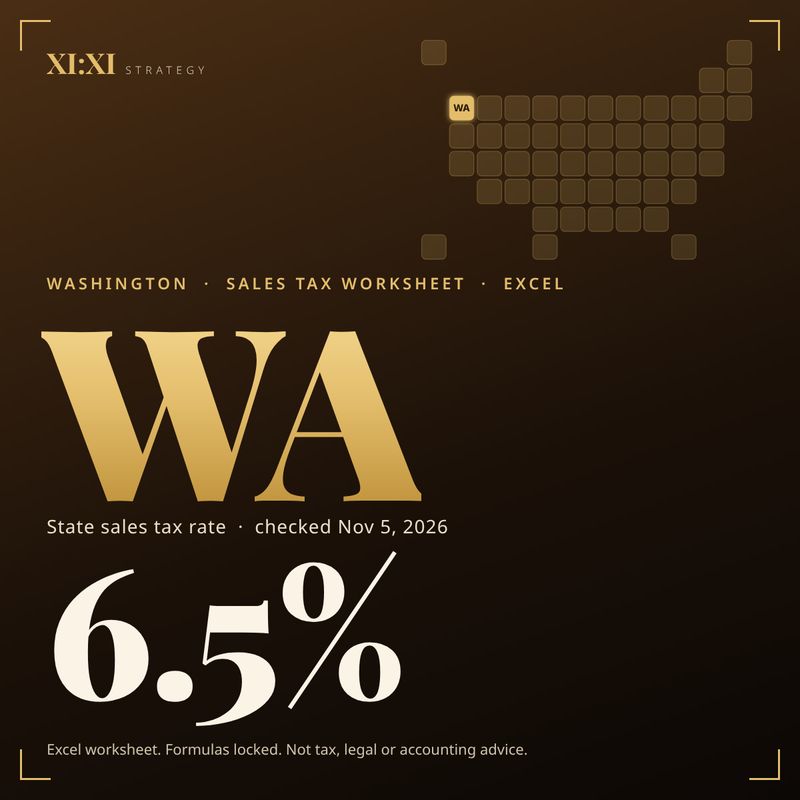 XI:XI STRATEGY
WA
WASHINGTON · SALES TAX WORKSHEET · EXCEL
WA
State sales tax rate · checked Nov 5, 2026
6.5%
Excel worksheet. Formulas locked. Not tax, legal or accounting advice.